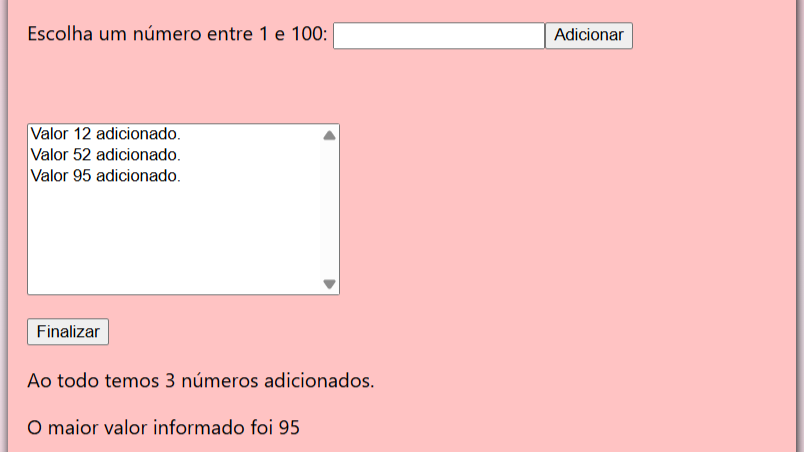 Escolha um número entre 1 e 100: Adicionar
Valor 12 adicionado.
Valor 52 adicionado.
Valor 95 adicionado.
Finalizar
Ao todo temos 3 números adicionados.
O maior valor informado foi 95